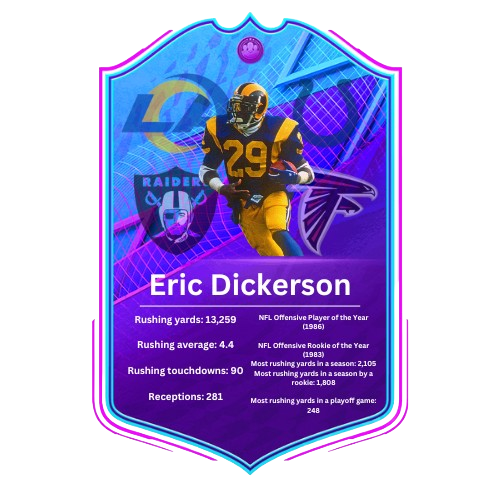 RAIDERS
29
Eric Dickerson
Rushing yards: 13,259
Rushing average: 4.4
Rushing touchdowns: 90
Receptions: 281
NFL Offensive Player of the Year
(1986)
NFL Offensive Rookie of the Year
(1983)
Most rushing yards in a season: 2,105
Most rushing yards in a season by a
rookie: 1,808
Most rushing yards in a playoff game:
248